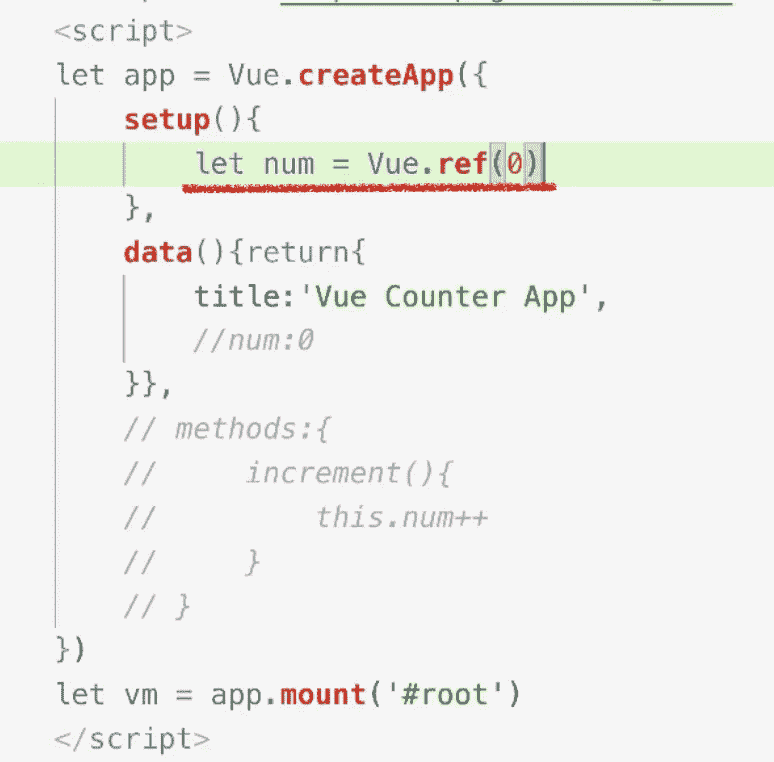 <script>
let app = Vue.createApp({
    setup(){
        let num = Vue.ref(0)
    },
    data(){return{
        title:'Vue Counter App',
        //num:0
    }},
    // methods:{
    //     increment(){
    //         this.num++
    //     }
    // }
})
let vm = app.mount('#root')
</script>